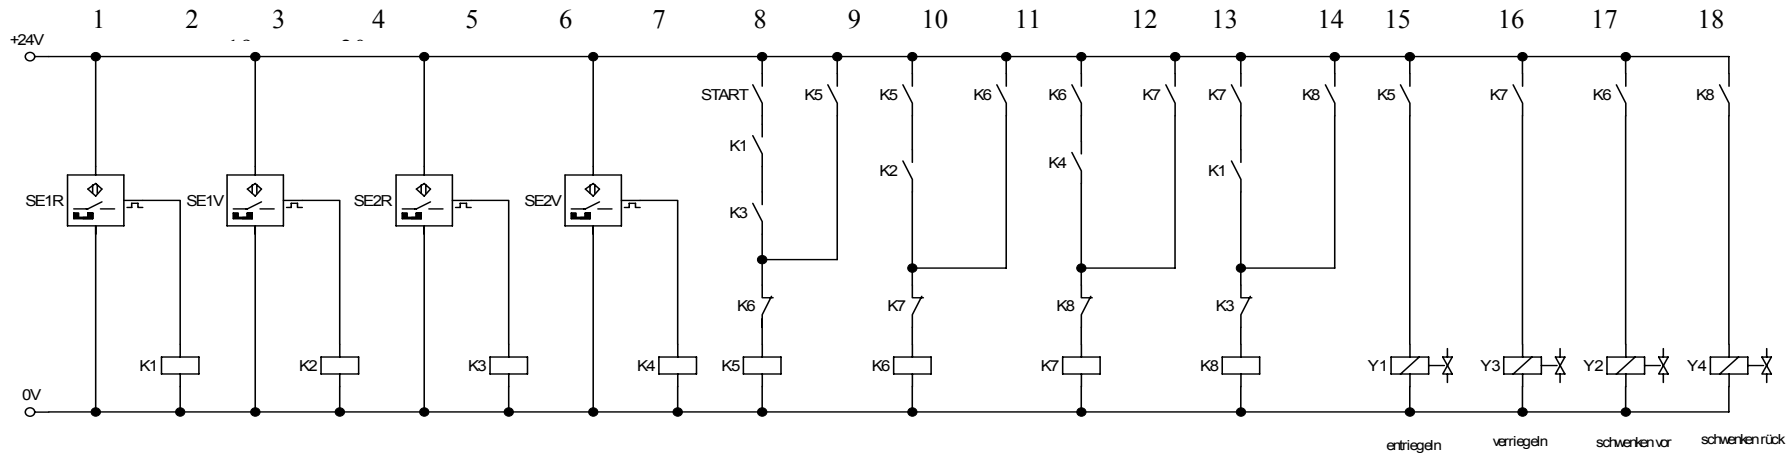 1 2 3 4 5 6 7 8 9 10 11 12 13 14 15 16 17 18
+24V
START K5 K5 K6 K6 K7 K7 K8 K5 K7 K6 K8
K1
K2 K4 K1
SE1R SE1V SE2R SE2V
K3
K6 K7 K8 K3
K1 K2 K3 K4 K5 K6 K7 K8 Y1 Y3 Y2 Y4
0V
entriegeln verriegeln schwenken vor schwenken rück